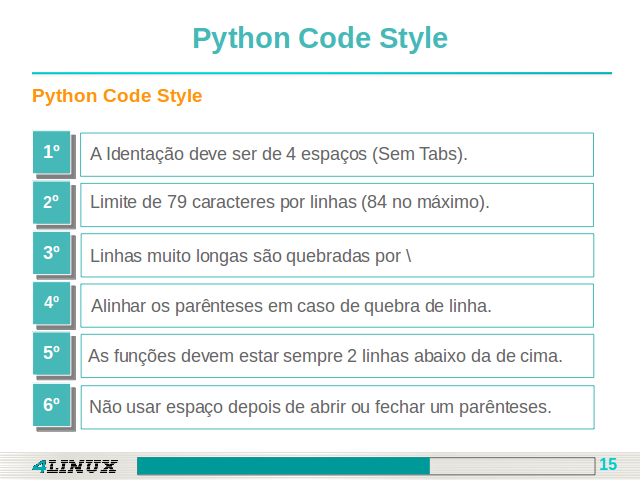 Python Code Style
Python Code Style
1º A Identação deve ser de 4 espaços (Sem Tabs).
2º Limite de 79 caracteres por linhas (84 no máximo).
3º Linhas muito longas são quebradas por \
4º Alinhar os parênteses em caso de quebra de linha.
5º As funções devem estar sempre 2 linhas abaixo da de cima.
6º Não usar espaço depois de abrir ou fechar um parênteses.
4LINUX 15